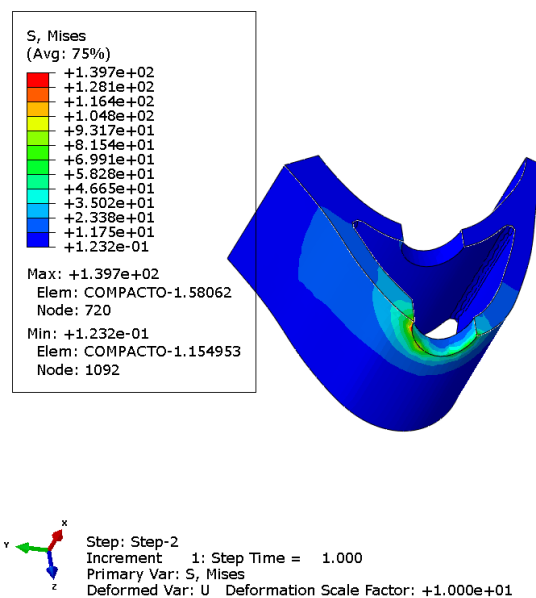 S, Mises
(Avg: 75%)
+1.397e+02
+1.281e+02
+1.164e+02
+1.048e+02
+9.317e+01
+8.154e+01
+6.991e+01
+5.828e+01
+4.665e+01
+3.502e+01
+2.338e+01
+1.175e+01
+1.232e-01
Max: +1.397e+02
Elem: COMPACTO-1.58062
Node: 720
Min: +1.232e-01
Elem: COMPACTO-1.154953
Node: 1092
X
Y
Z
Step: Step-2
Increment 1: Step Time = 1.000
Primary Var: S, Mises
Deformed Var: U Deformation Scale Factor: +1.000e+01